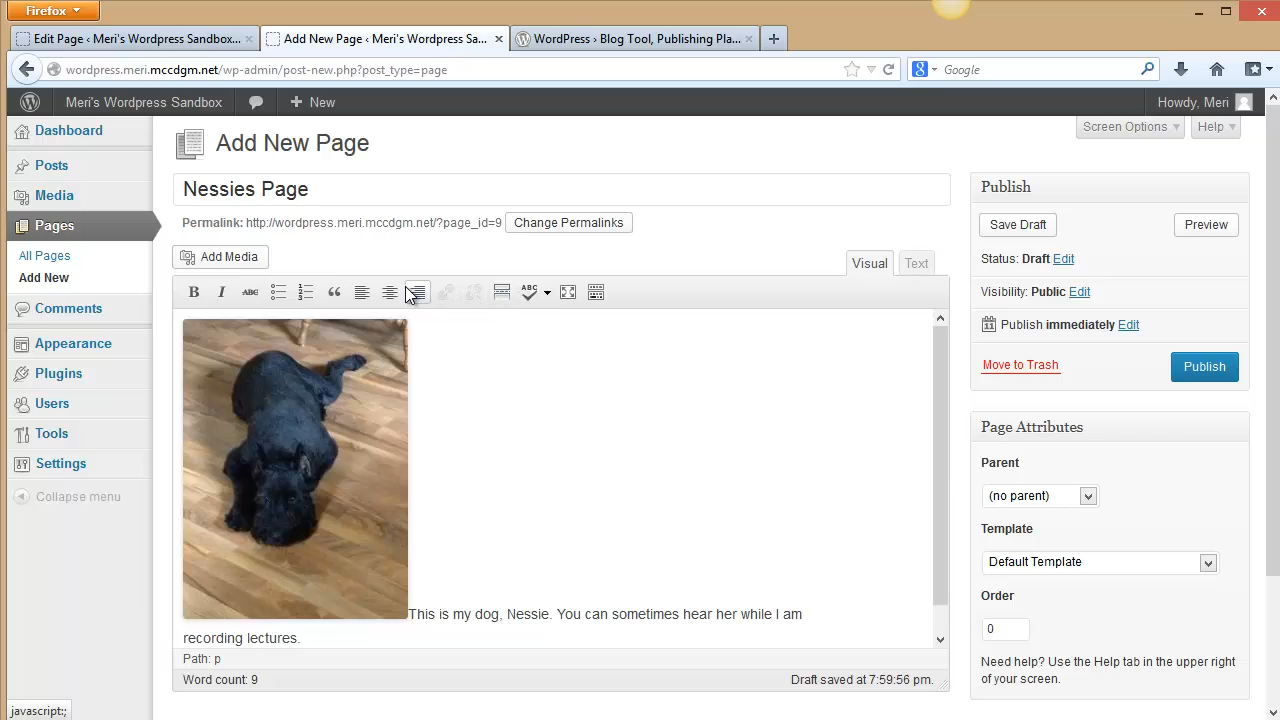 Firefox
Edit Page ‹ Meri's Wordpress Sandbox...
Add New Page ‹ Meri's Wordpress Sa...
WordPress › Blog Tool, Publishing Pla...
wordpress.meri.mccdgm.net/wp-admin/post-new.php?post_type=page
Google
Meri's Wordpress Sandbox
New
Howdy, Meri
Screen Options
Help
Dashboard
Posts
Media
Pages
All Pages
Add New
Comments
Appearance
Plugins
Users
Tools
Settings
Collapse menu
Add New Page
Nessies Page
Permalink: http://wordpress.meri.mccdgm.net/?page_id=9 Change Permalinks
Add Media
Visual
Text
B I ABC ABC
This is my dog, Nessie. You can sometimes hear her while I am
recording lectures.
Path: p
Word count: 9
Draft saved at 7:59:56 pm.
Publish
Save Draft
Preview
Status: Draft Edit
Visibility: Public Edit
Publish immediately Edit
Move to Trash
Publish
Page Attributes
Parent
(no parent)
Template
Default Template
Order
0
Need help? Use the Help tab in the upper right
of your screen.
javascript:;